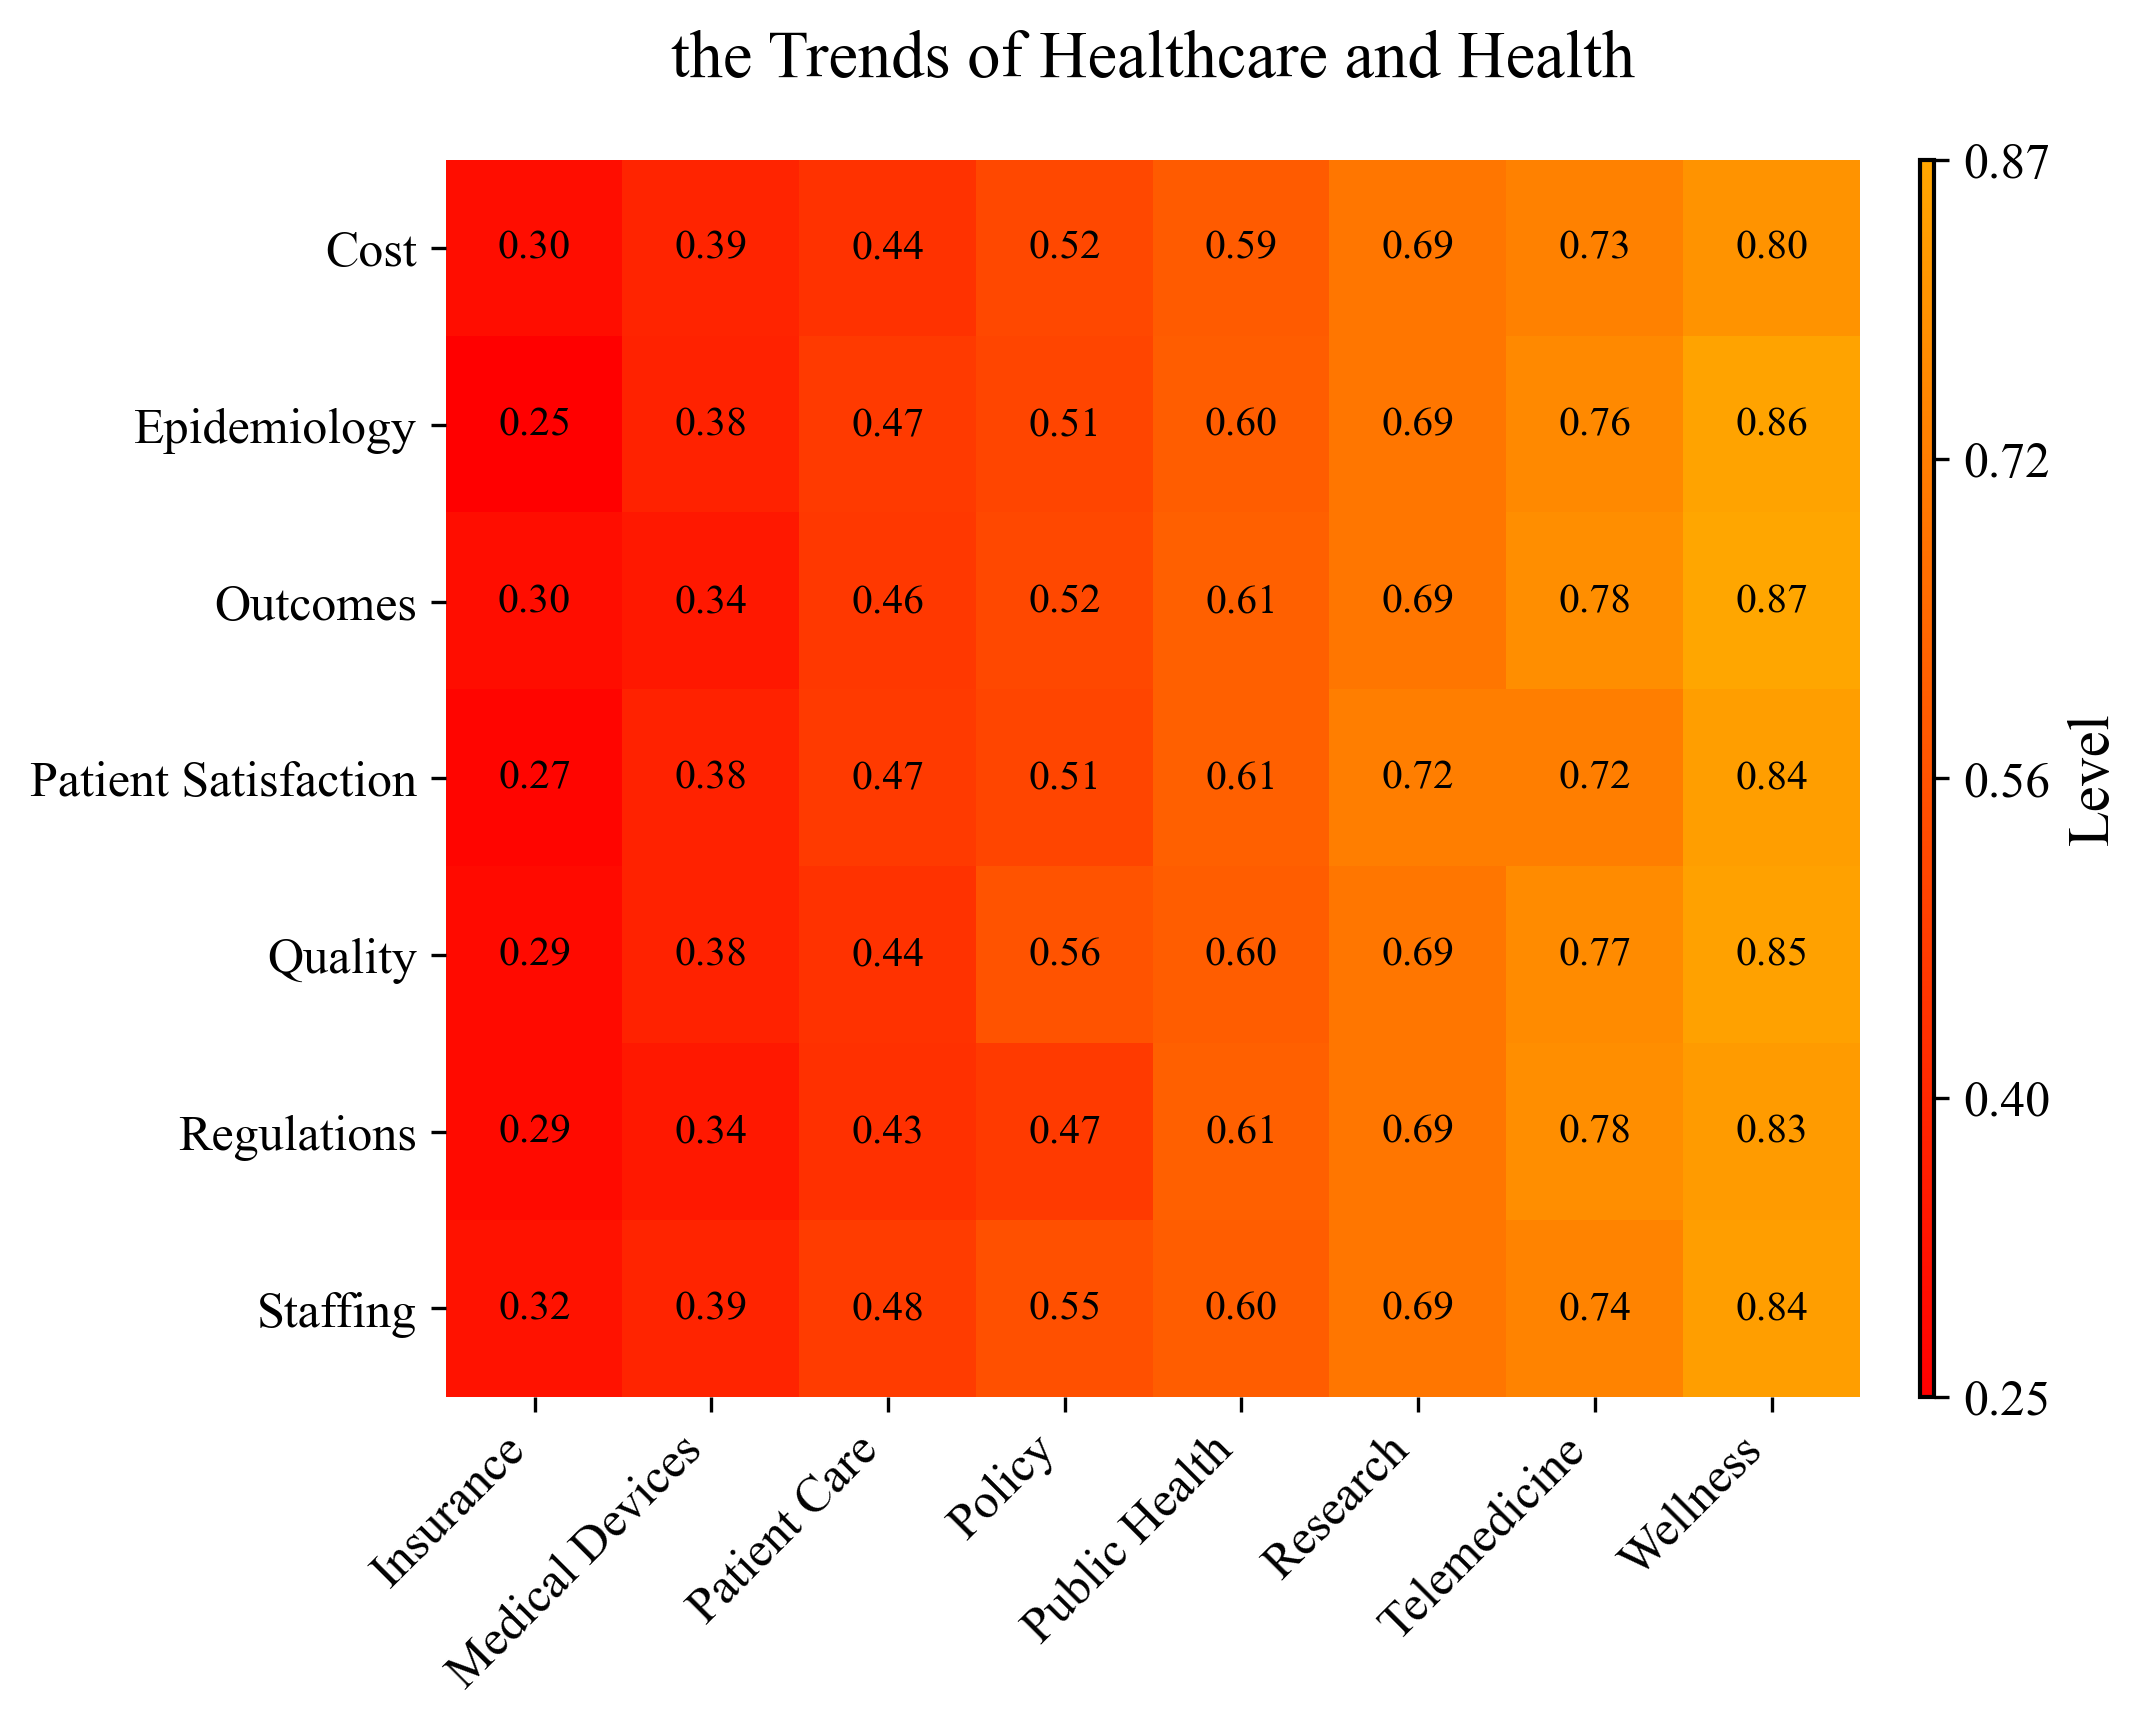 the Trends of Healthcare and Health
Cost 0.30 0.39 0.44 0.52 0.59 0.69 0.73 0.80
Epidemiology 0.25 0.38 0.47 0.51 0.60 0.69 0.76 0.86
Outcomes 0.30 0.34 0.46 0.52 0.61 0.69 0.78 0.87
Patient Satisfaction 0.27 0.38 0.47 0.51 0.61 0.72 0.72 0.84
Quality 0.29 0.38 0.44 0.56 0.60 0.69 0.77 0.85
Regulations 0.29 0.34 0.43 0.47 0.61 0.69 0.78 0.83
Staffing 0.32 0.39 0.48 0.55 0.60 0.69 0.74 0.84
Insurance
Medical Devices
Patient Care
Policy
Public Health
Research
Telemedicine
Wellness
0.87
0.72
0.56
0.40
0.25
Level